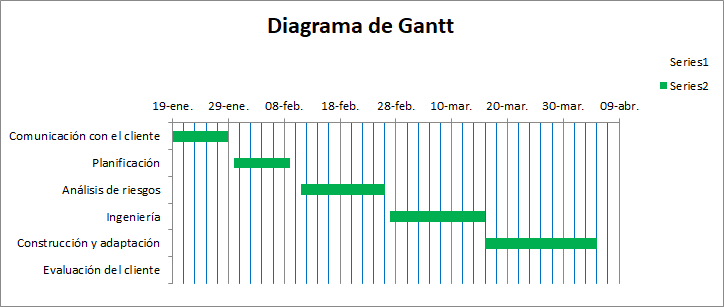 Diagrama de Gantt
Series1
Series2
19-ene. 29-ene. 08-feb. 18-feb. 28-feb. 10-mar. 20-mar. 30-mar. 09-abr.
Comunicación con el cliente
Planificación
Análisis de riesgos
Ingeniería
Construcción y adaptación
Evaluación del cliente